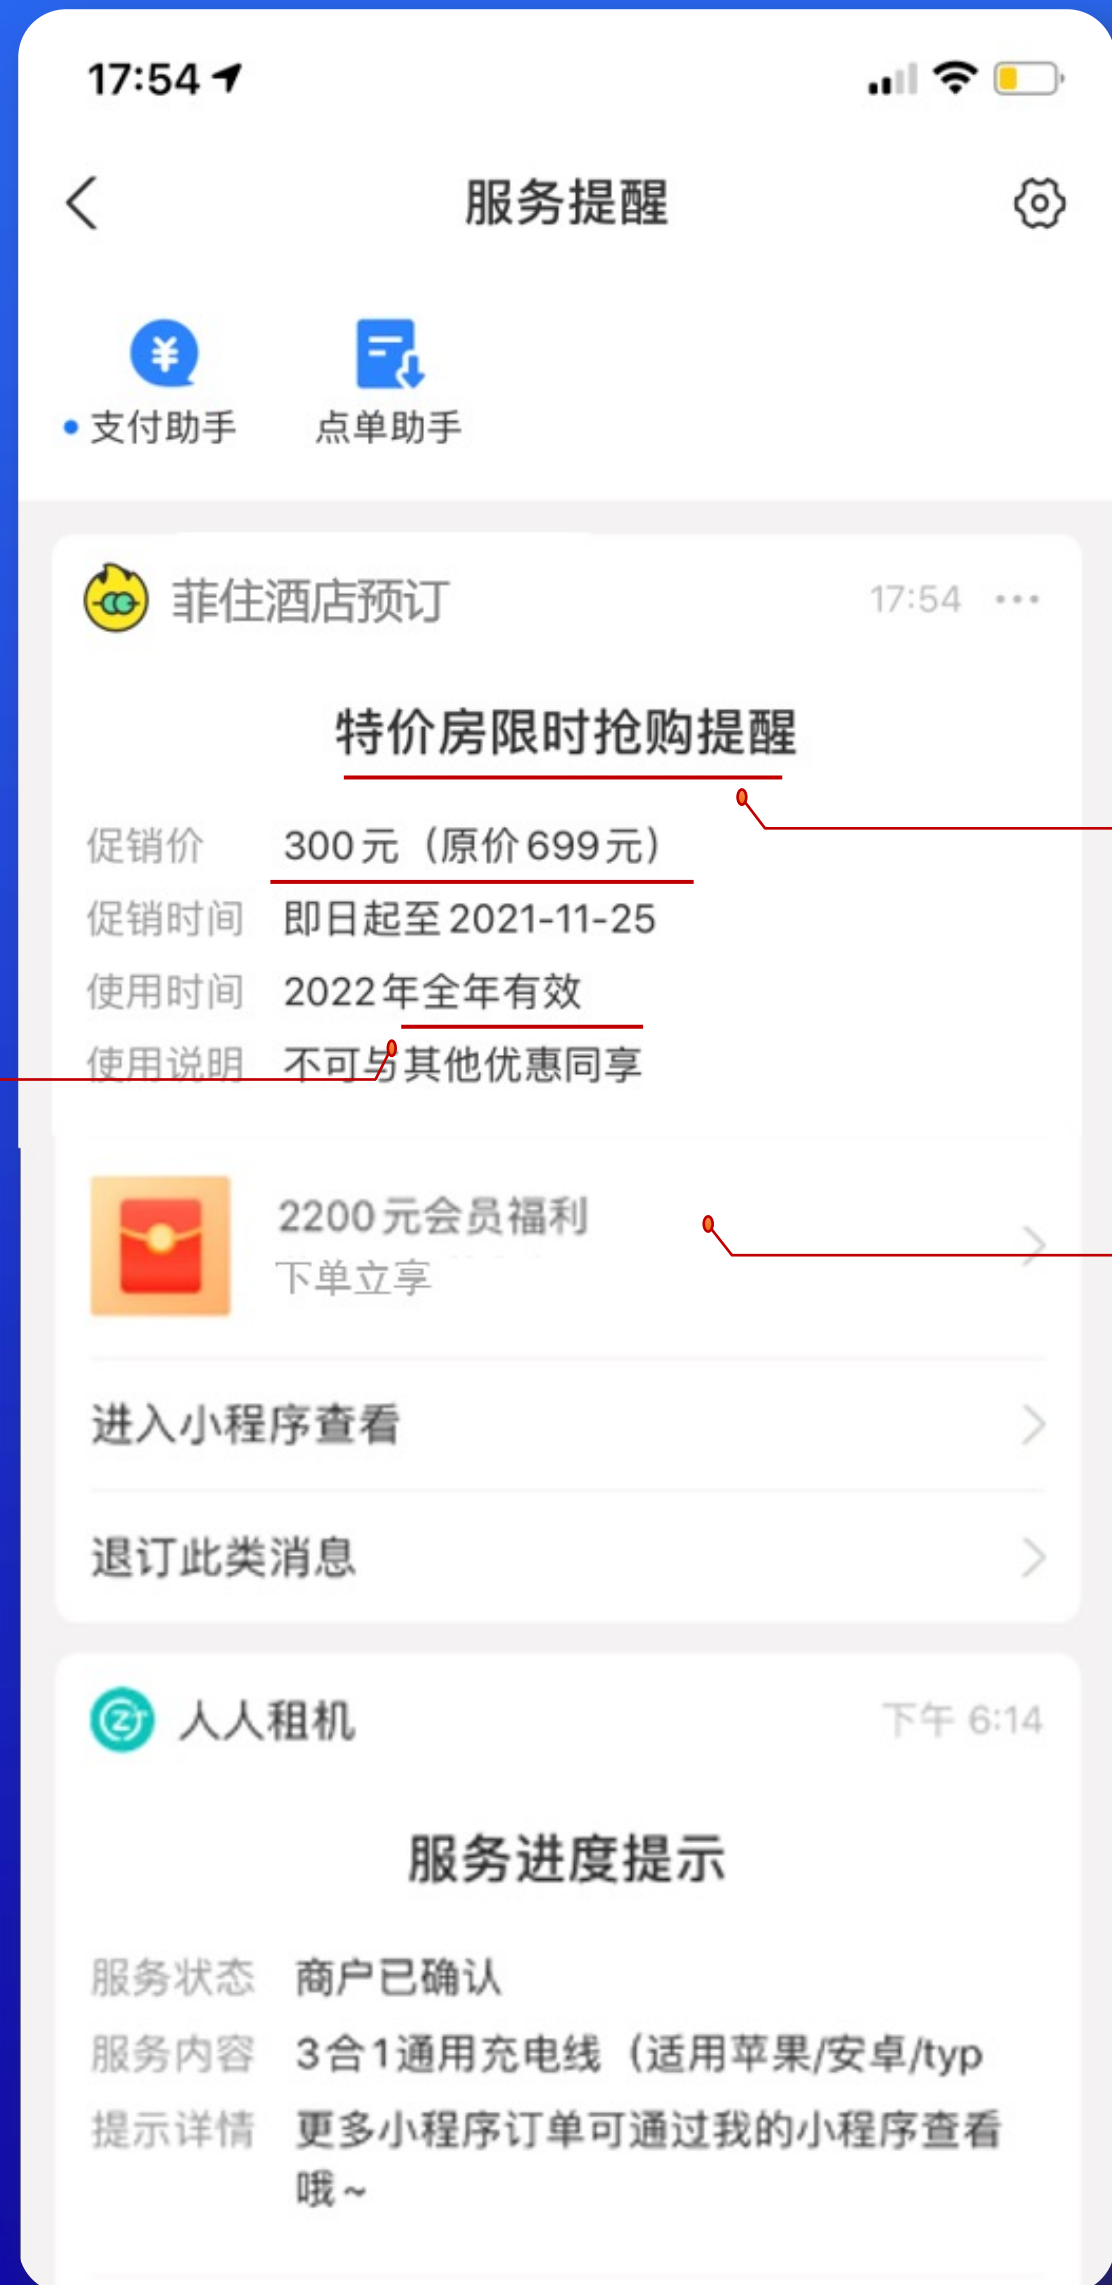 17:54
服务提醒
支付助手
点单助手
菲住酒店预订
17:54
特价房限时抢购提醒
促销价 300元（原价699元）
促销时间 即日起至2021-11-25
使用时间 2022年全年有效
使用说明 不可与其他优惠同享
2200元会员福利
下单立享
进入小程序查看
退订此类消息
人人租机
下午 6:14
服务进度提示
服务状态 商户已确认
服务内容 3合1通用充电线（适用苹果/安卓/typ
提示详情 更多小程序订单可通过我的小程序查看
哦~